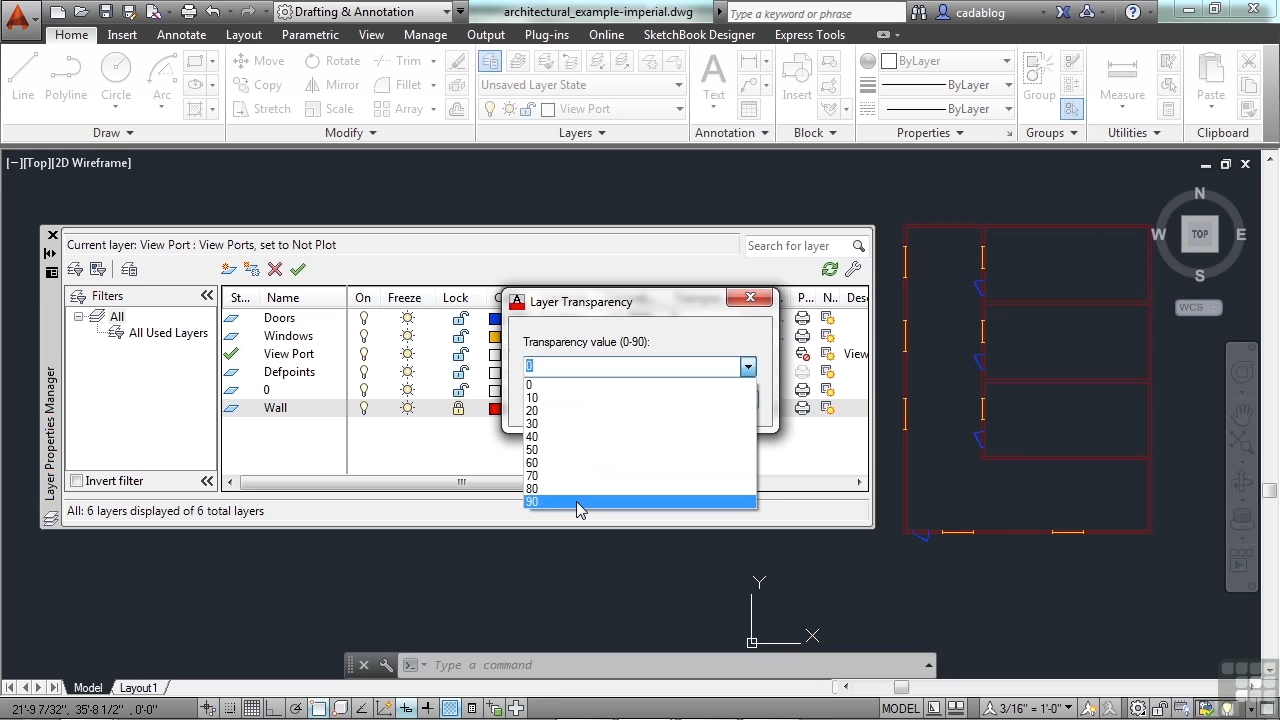 Drafting & Annotation
architectural_example-imperial.dwg
Type a keyword or phrase
cadablog
Home
Insert
Annotate
Layout
Parametric
View
Manage
Output
Plug-ins
Online
SketchBook Designer
Express Tools
Line
Polyline
Circle
Arc
Draw
Move
Rotate
Trim
Copy
Mirror
Fillet
Stretch
Scale
Array
Modify
Unsaved Layer State
View Port
Layers
Text
Annotation
Insert
Block
ByLayer
ByLayer
ByLayer
Properties
Group
Groups
Measure
Utilities
Paste
Clipboard
[−][Top][2D Wireframe]
N
W
TOP
E
S
WCS
Current layer: View Port : View Ports, set to Not Plot
Search for layer
Layer Properties Manager
Filters
All
All Used Layers
Invert filter
St...
Name
On
Freeze
Lock
P...
N..
Desc
Doors
Windows
View Port
View
Defpoints
0
Wall
All: 6 layers displayed of 6 total layers
Layer Transparency
Transparency value (0-90):
0
0
10
20
30
40
50
60
70
80
90
Y
X
Type a command
Model
Layout1
21'-9 7/32", 35'-8 1/2" ,0'-0"
MODEL
3/16" = 1'-0"